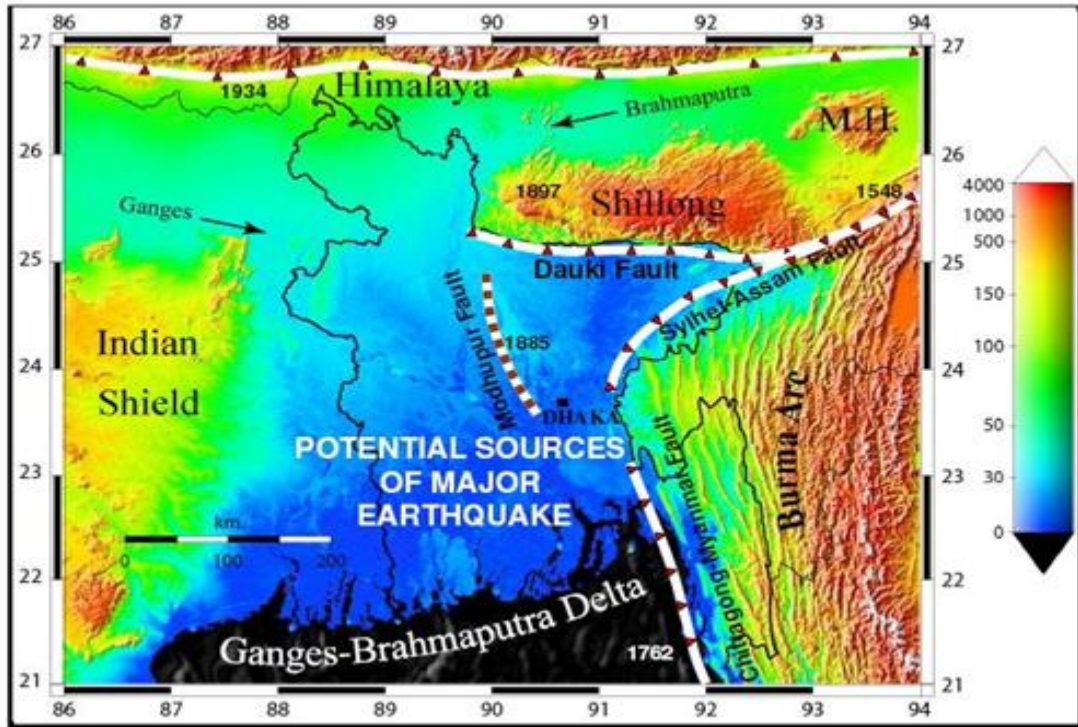 86 87 88 89 90 91 92 93 94
27 27
Himalaya
1934
Brahmaputra
M.H.
26 26
1897
Shillong
1548
Ganges
25 25
Dauki Fault
Sylhet-Assam Fault
Modhupur Fault
1885
Indian
Shield
24 24
DHAKA
POTENTIAL SOURCES
OF MAJOR
EARTHQUAKE
23 23
Chittagong-Myanmar Fault
Burma Arc
km.
0 100 200
22 22
Ganges-Brahmaputra Delta
1762
21 21
86 87 88 89 90 91 92 93 94
4000
1000
500
150
100
50
30
0